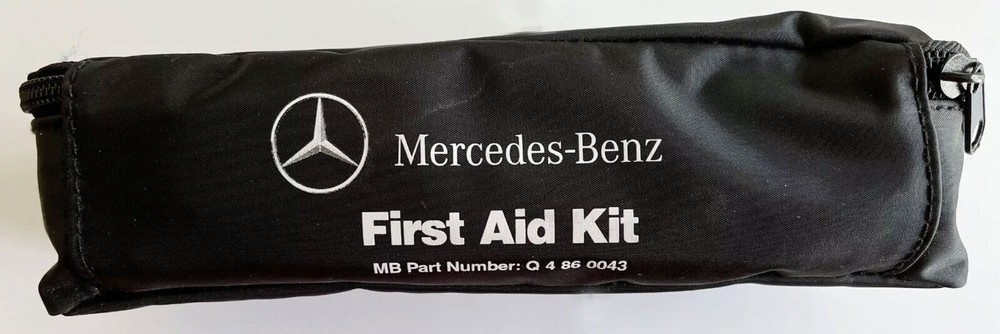 Mercedes-Benz
First Aid Kit
MB Part Number: Q 4 86 0043